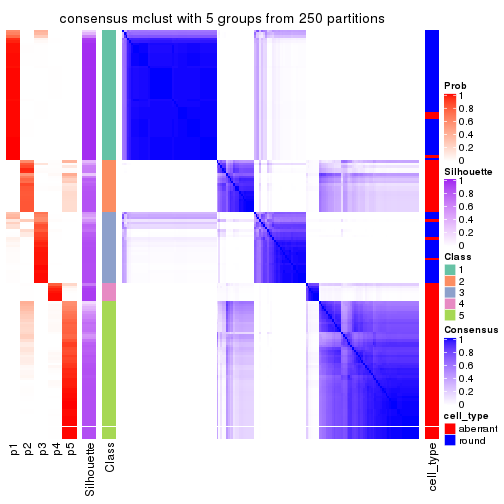 consensus mclust with 5 groups from 250 partitions
Prob
1
0.8
0.6
0.4
0.2
0
Silhouette
1
0.8
0.6
0.4
0.2
0
Class
1
2
3
4
5
Consensus
1
0.8
0.6
0.4
0.2
0
cell_type
aberrant
round
p1
p2
p3
p4
p5
Silhouette
Class
cell_type